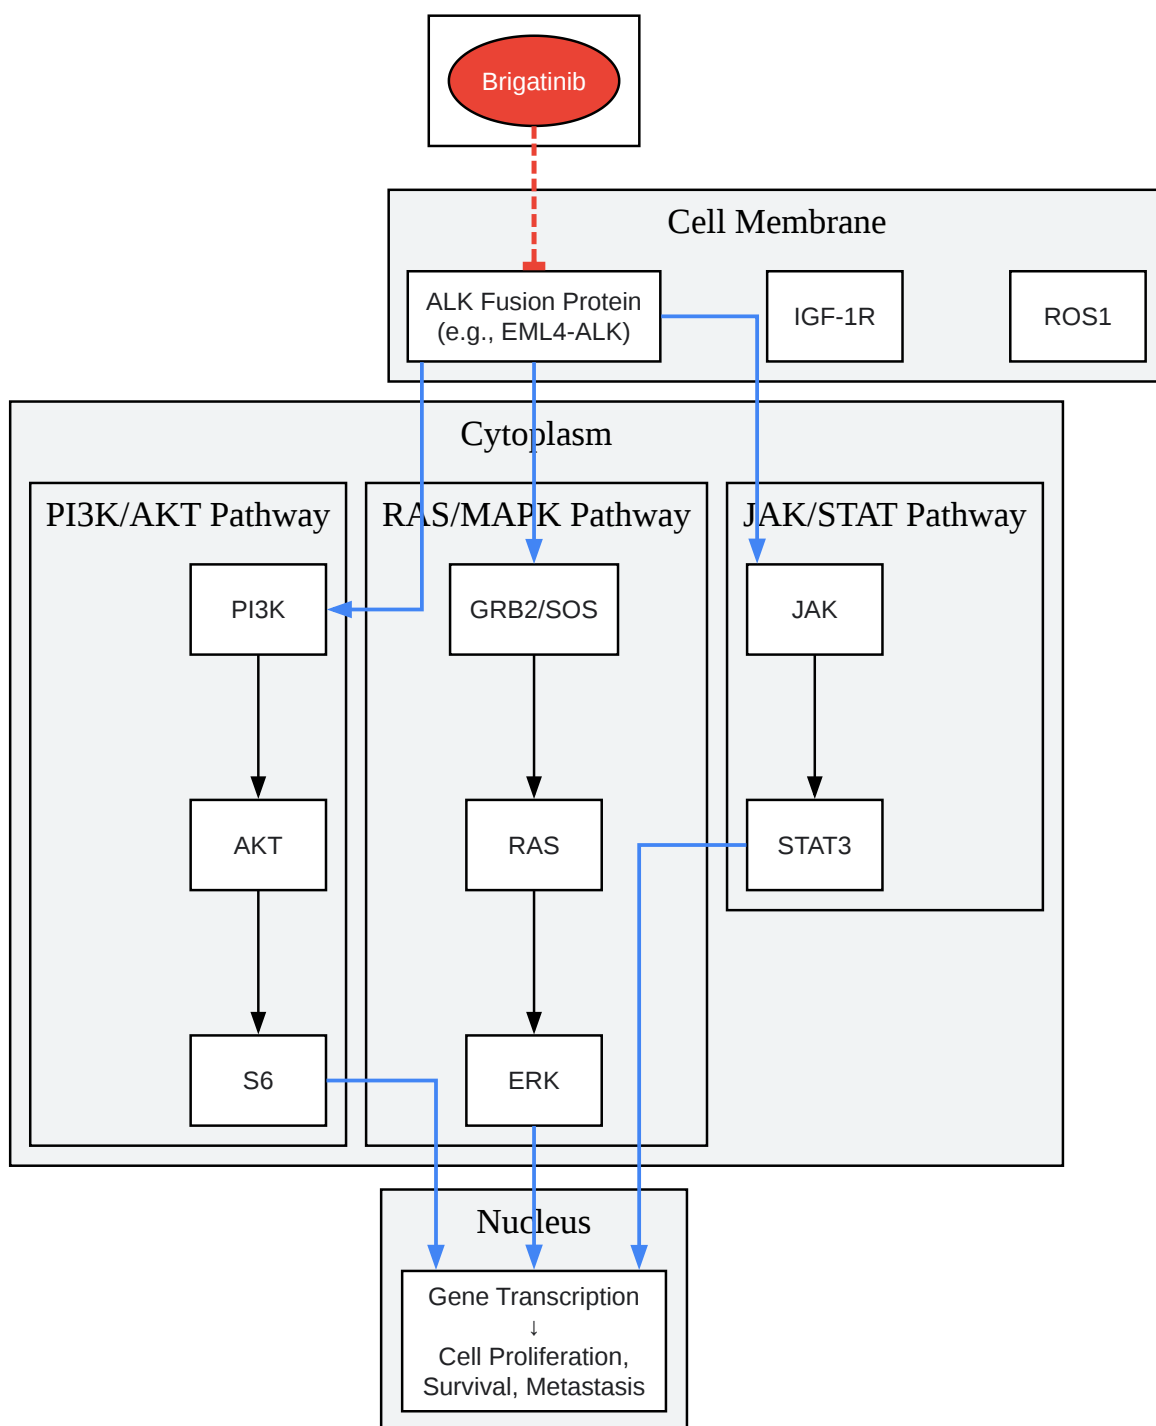 Brigatinib
Cell Membrane
ALK Fusion Protein
(e.g., EML4-ALK)
IGF-1R
ROS1
Cytoplasm
PI3K/AKT Pathway
RAS/MAPK Pathway
JAK/STAT Pathway
PI3K
GRB2/SOS
JAK
AKT
RAS
STAT3
S6
ERK
Nucleus
Gene Transcription
↓
Cell Proliferation,
Survival, Metastasis